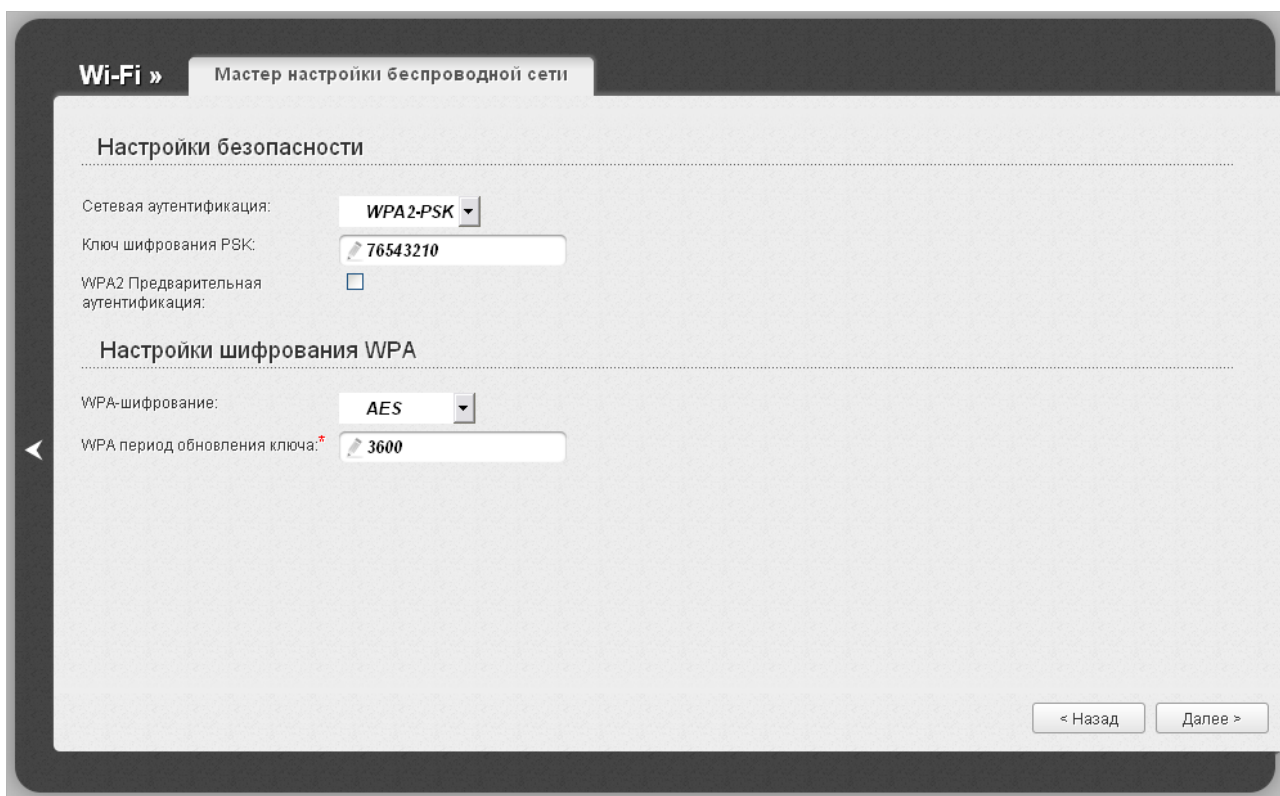 Wi-Fi »
Мастер настройки беспроводной сети
Настройки безопасности
Сетевая аутентификация:
WPA2-PSK
Ключ шифрования PSK:
76543210
WPA2 Предварительная
аутентификация:
Настройки шифрования WPA
WPA-шифрование:
AES
WPA период обновления ключа:*
3600
< Назад
Далее >